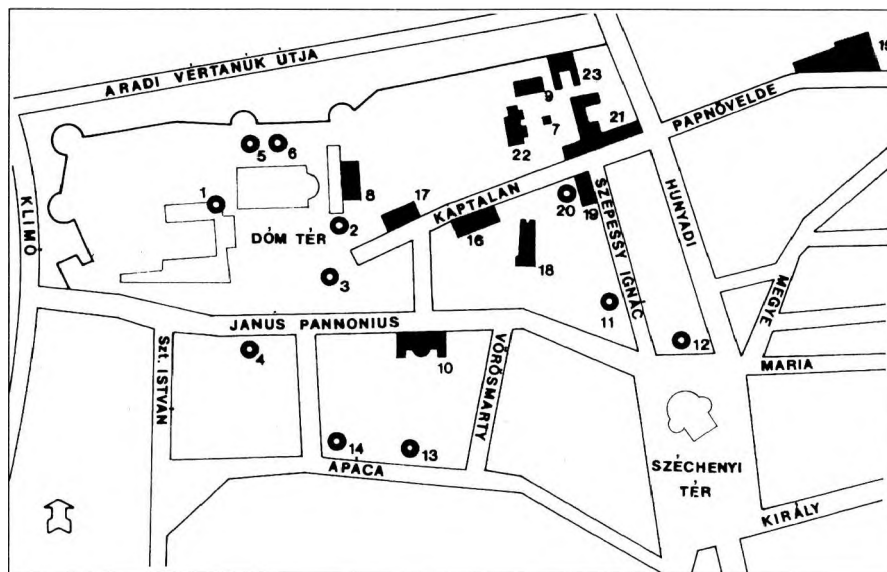 ARADI VÉRTANÚK ÚTJA
23
9
7
21
22
PAPNÖVELDE
5
6
8
1
17
KAPTALAN
20
19
SZEPESSY IGNÁC
HUNYADI
KLIMÓ
2
DÓM TÉR
16
18
3
11
12
MEGYE
JANUS PANNONIUS
Szt. ISTVÁN
4
10
VÖRÖSMARTY
MARIA
14
13
APÁCA
SZÉCHENYI
TÉR
KIRÁLY